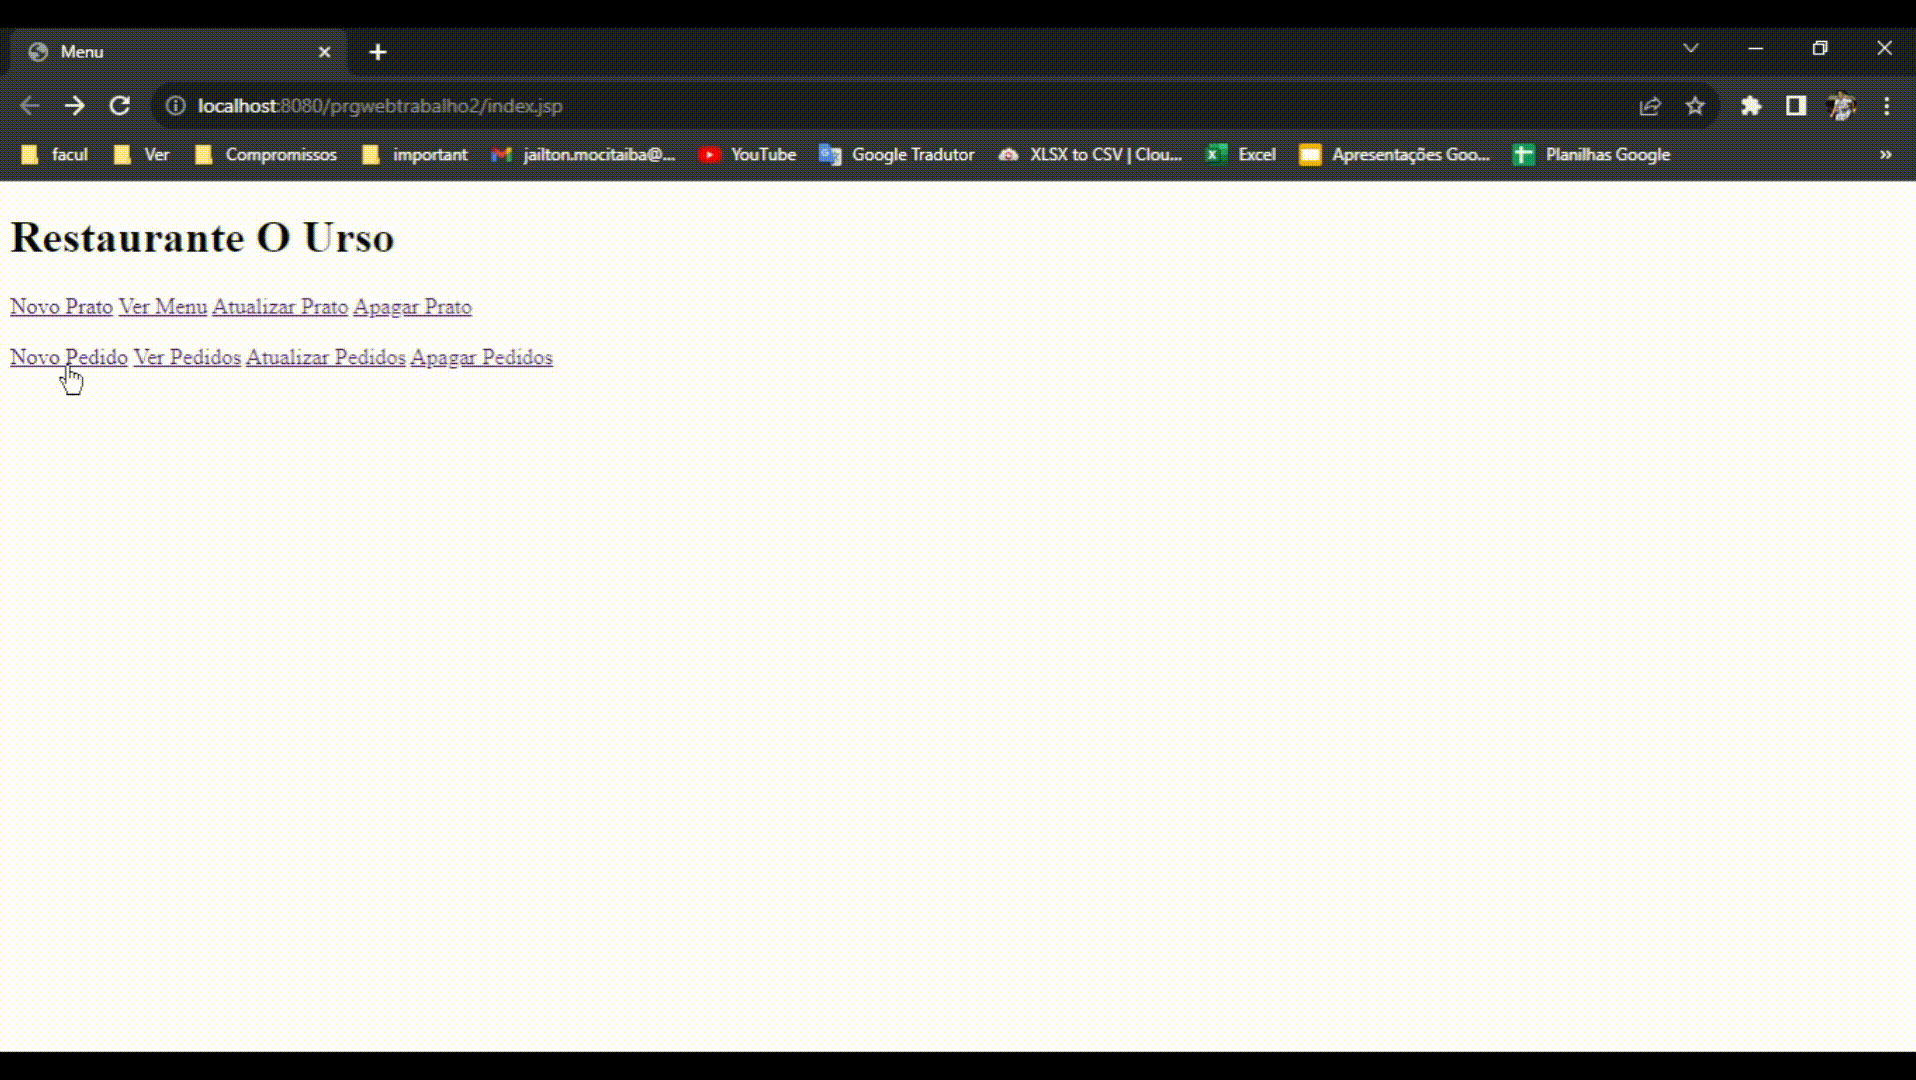 Menu
localhost:8080/prgwebtrabalho2/index.jsp
facul Ver Compromissos important jailton.mocitaiba@... YouTube Google Tradutor XLSX to CSV | Clou... Excel Apresentações Goo... Planilhas Google »
Restaurante O Urso
Novo Prato Ver Menu Atualizar Prato Apagar Prato
Novo Pedido Ver Pedidos Atualizar Pedidos Apagar Pedidos